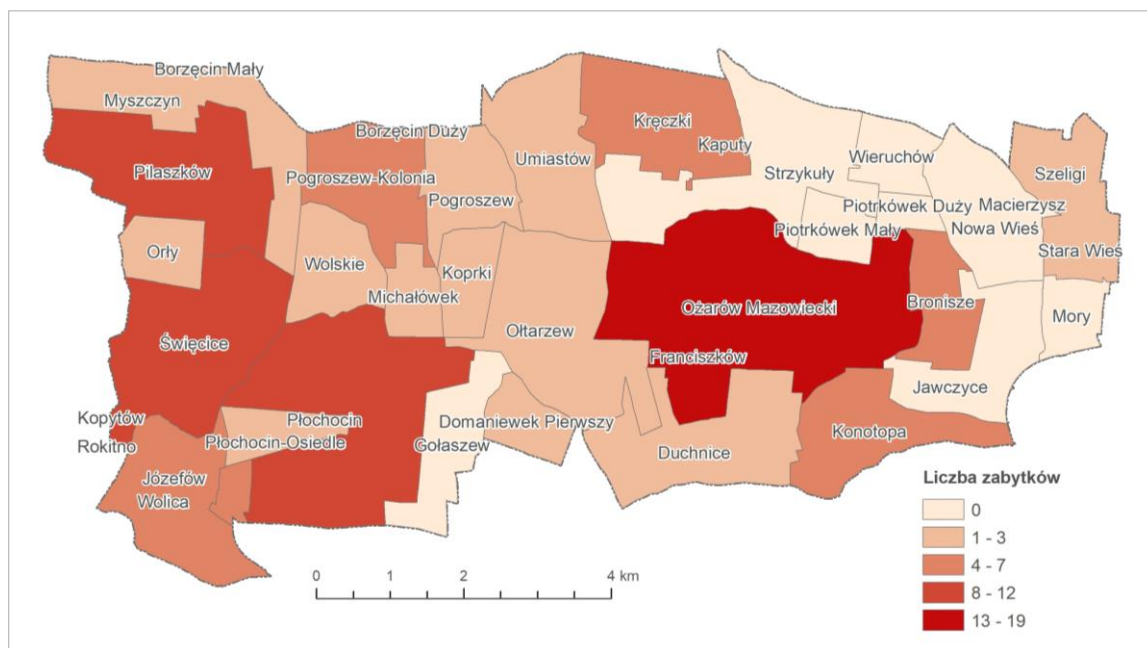 Borzęcin Mały
Myszczyn
Borzęcin Duży
Kręczki
Kaputy
Umiastów
Wieruchów
Strzykuły
Szeligi
Pilaszków
Pogroszew-Kolonia
Pogroszew
Piotrkówek Duży
Macierzysz
Piotrkówek Mały
Nowa Wieś
Orły
Wolskie
Koprki
Stara Wieś
Michałówek
Ołtarzew
Ożarów Mazowiecki
Bronisze
Mory
Święcice
Franciszków
Jawczyce
Kopytów
Płochocin
Domaniewek Pierwszy
Rokitno
Płochocin-Osiedle
Gołaszew
Duchnice
Konotopa
Józefów
Wolica
Liczba zabytków
0
1 - 3
4 - 7
8 - 12
13 - 19
0 1 2 4 km